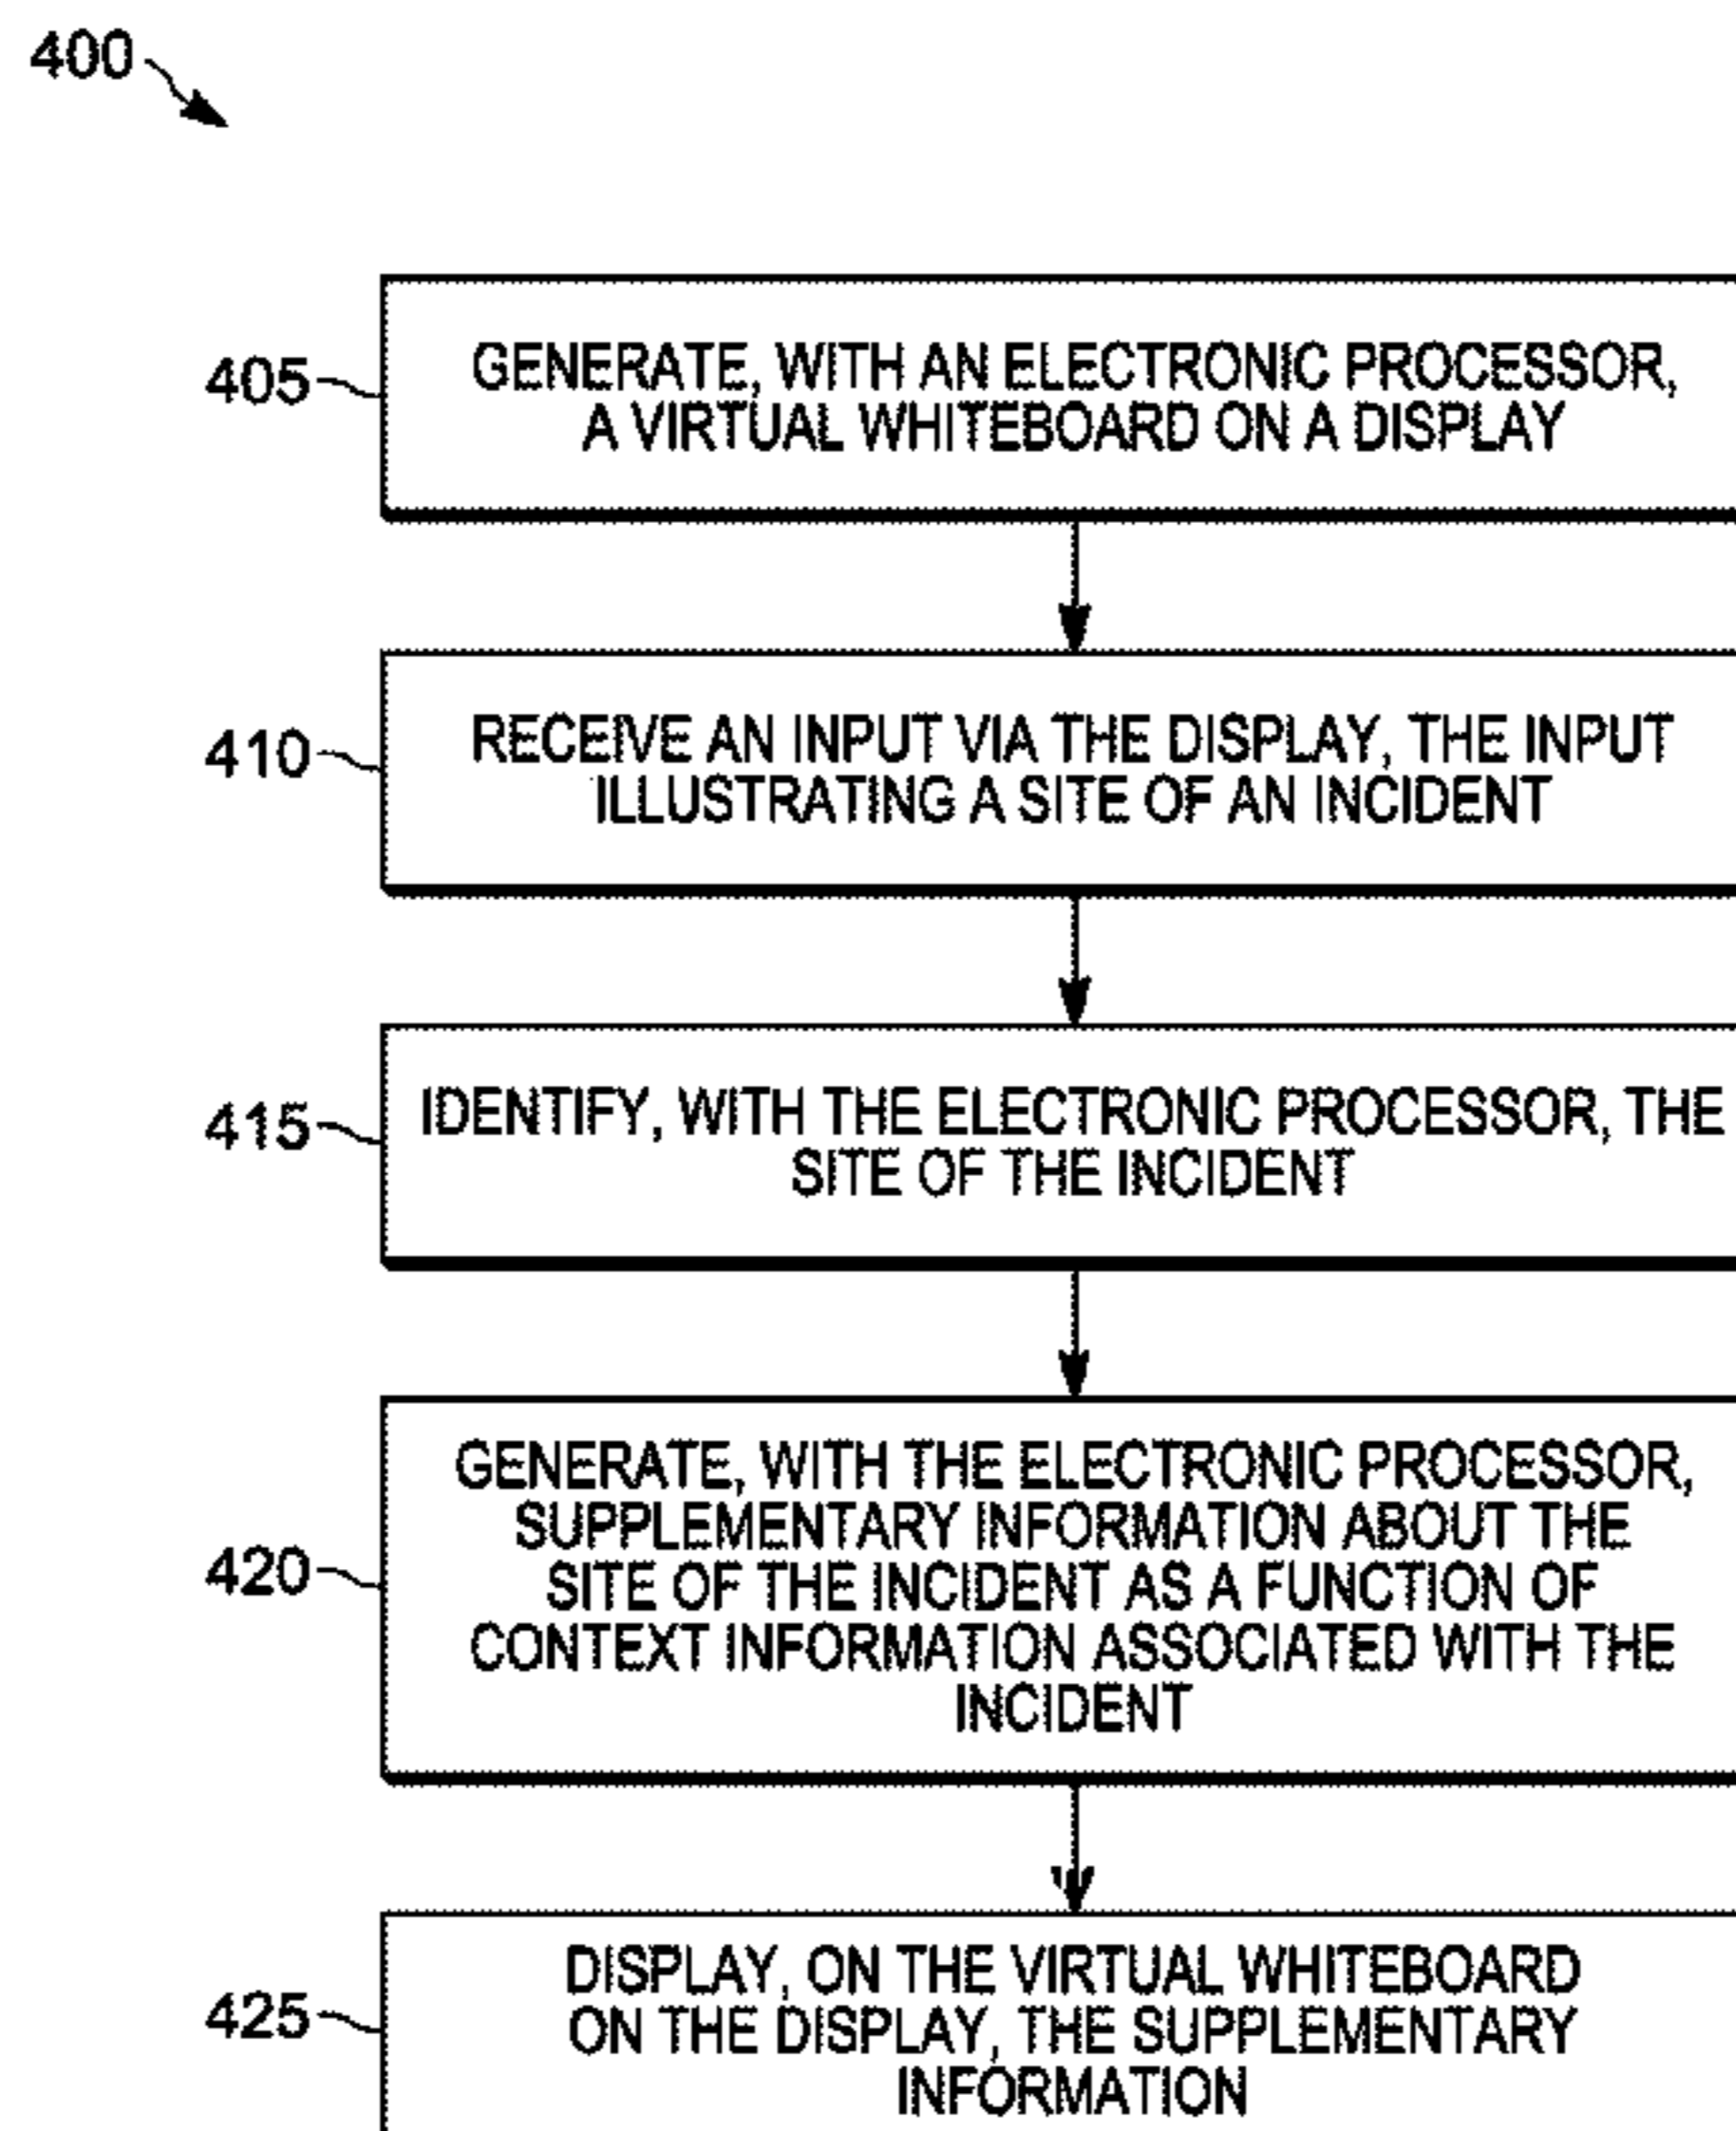 400
405
GENERATE, WITH AN ELECTRONIC PROCESSOR,
A VIRTUAL WHITEBOARD ON A DISPLAY
410
RECEIVE AN INPUT VIA THE DISPLAY, THE INPUT
ILLUSTRATING A SITE OF AN INCIDENT
415
IDENTIFY, WITH THE ELECTRONIC PROCESSOR, THE
SITE OF THE INCIDENT
420
GENERATE, WITH THE ELECTRONIC PROCESSOR,
SUPPLEMENTARY INFORMATION ABOUT THE
SITE OF THE INCIDENT AS A FUNCTION OF
CONTEXT INFORMATION ASSOCIATED WITH THE
INCIDENT
425
DISPLAY, ON THE VIRTUAL WHITEBOARD
ON THE DISPLAY, THE SUPPLEMENTARY
INFORMATION